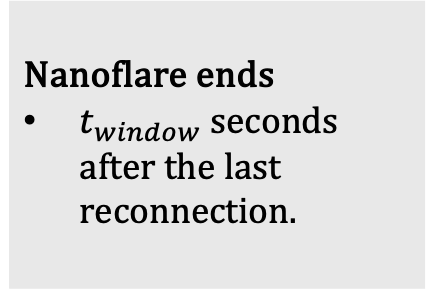 Nanoflare ends
• t_window seconds
after the last
reconnection.